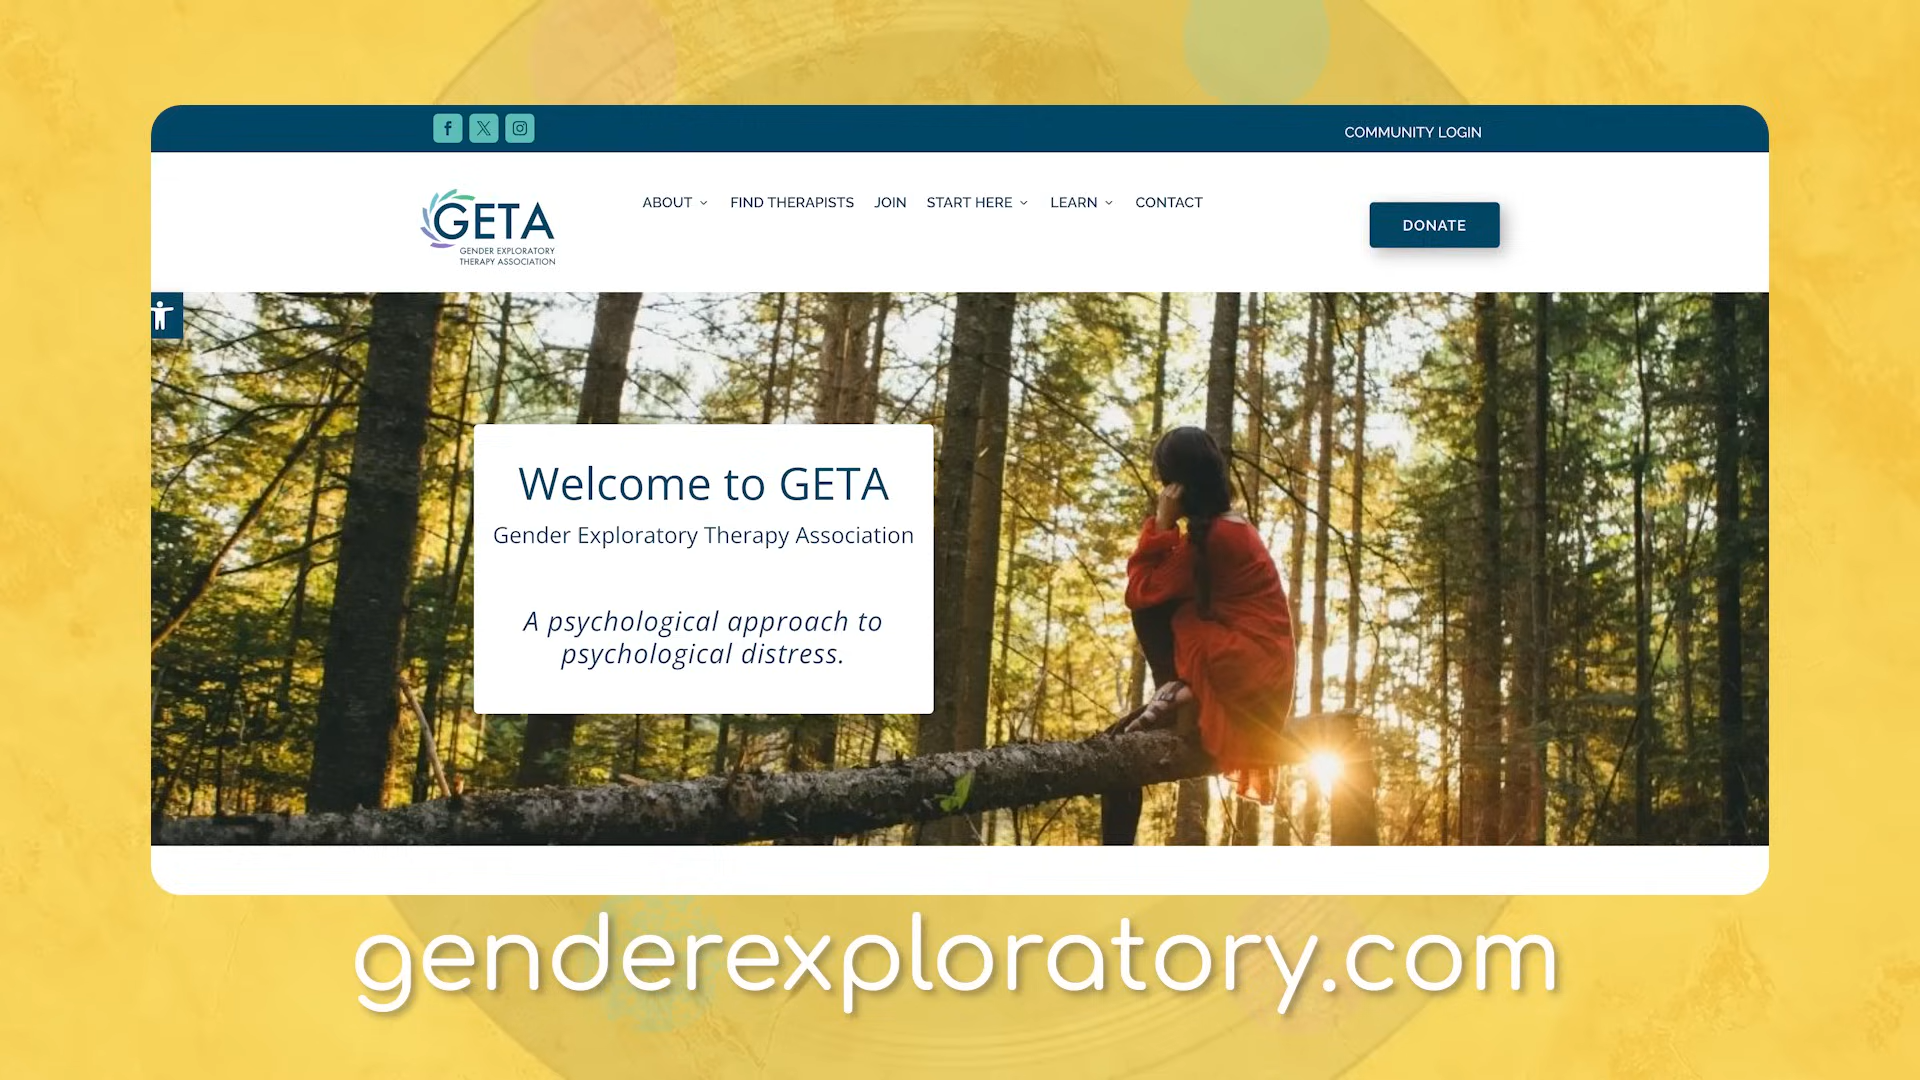 COMMUNITY LOGIN
GETA
GENDER EXPLORATORY
THERAPY ASSOCIATION
ABOUT
FIND THERAPISTS
JOIN
START HERE
LEARN
CONTACT
DONATE
Welcome to GETA
Gender Exploratory Therapy Association
A psychological approach to
psychological distress.
genderexploratory.com